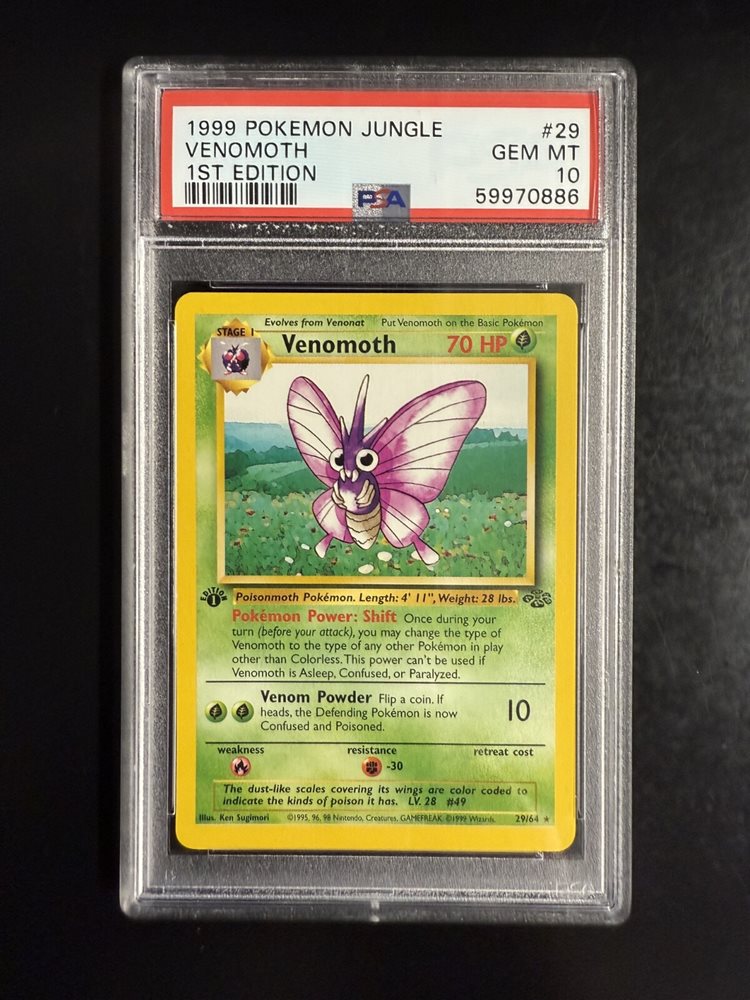 1999 POKEMON JUNGLE #29
VENOMOTH GEM MT
1ST EDITION 10
PSA 59970886
Evolves from Venonat Put Venomoth on the Basic Pokémon
STAGE 1
Venomoth 70 HP
EDITION 1
Poisonmoth Pokémon. Length: 4' 11", Weight: 28 lbs.
Pokémon Power: Shift Once during your
turn (before your attack), you may change the type of
Venomoth to the type of any other Pokémon in play
other than Colorless. This power can't be used if
Venomoth is Asleep, Confused, or Paralyzed.
Venom Powder Flip a coin. If
heads, the Defending Pokémon is now
Confused and Poisoned.
10
weakness resistance retreat cost
-30
The dust-like scales covering its wings are color coded to
indicate the kinds of poison it has. LV. 28 #49
Illus. Ken Sugimori ©1995, 96, 98 Nintendo, Creatures, GAMEFREAK. ©1999 Wizards. 29/64 ★